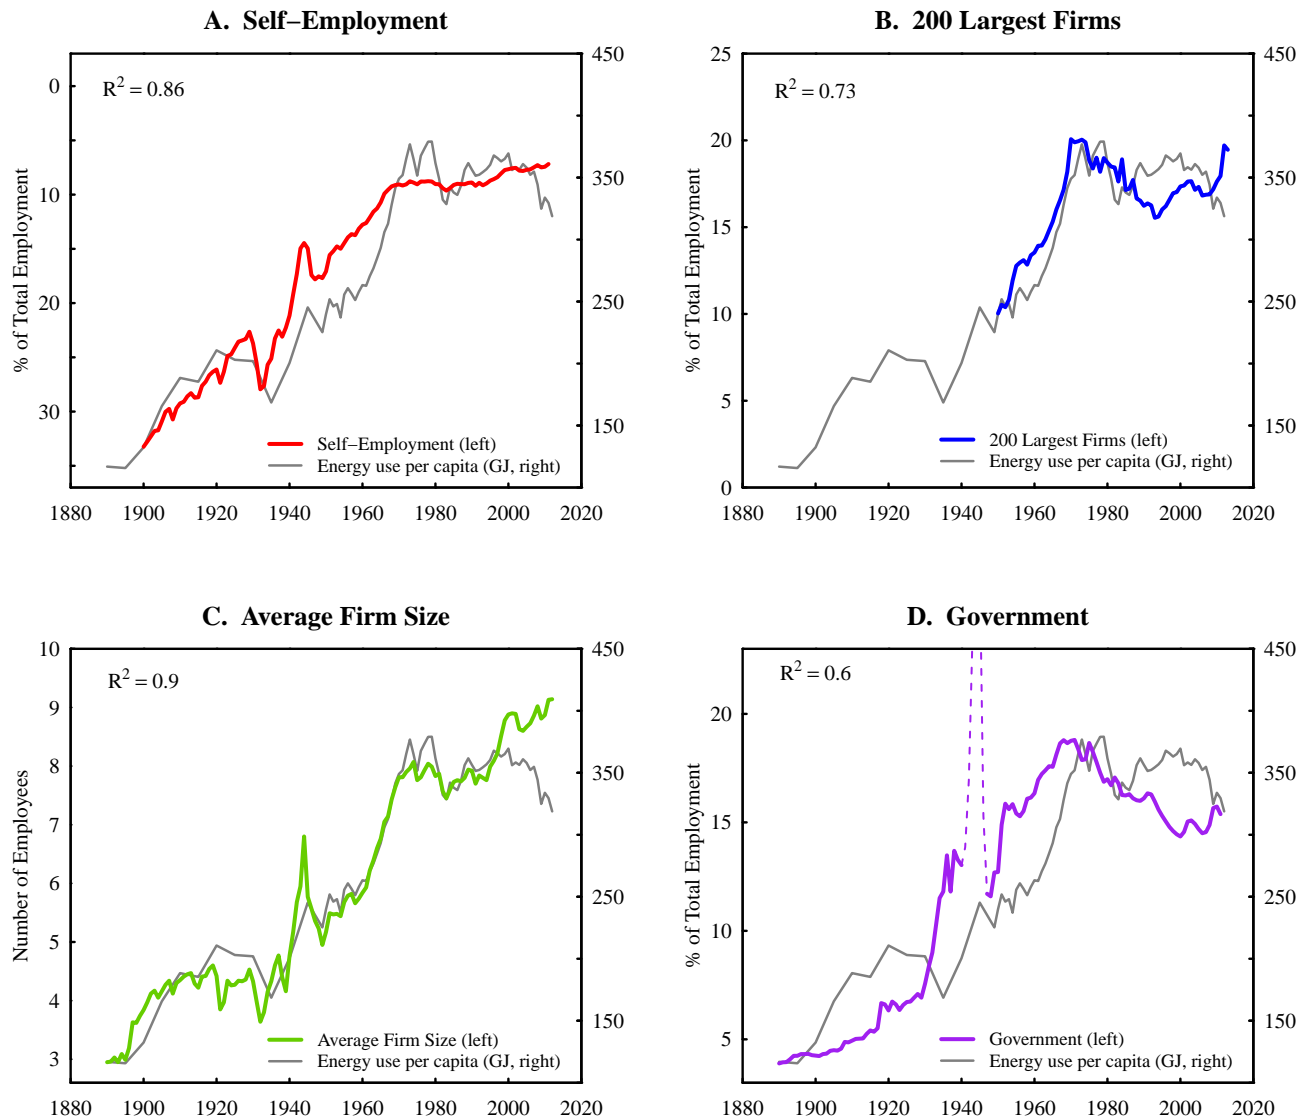 A. Self−Employment
R² = 0.86
% of Total Employment
0
10
20
30
450
350
250
150
Self−Employment (left)
Energy use per capita (GJ, right)
1880 1900 1920 1940 1960 1980 2000 2020
B. 200 Largest Firms
R² = 0.73
% of Total Employment
25
20
15
10
5
0
450
350
250
150
200 Largest Firms (left)
Energy use per capita (GJ, right)
1880 1900 1920 1940 1960 1980 2000 2020
C. Average Firm Size
R² = 0.9
Number of Employees
10
9
8
7
6
5
4
3
450
350
250
150
Average Firm Size (left)
Energy use per capita (GJ, right)
1880 1900 1920 1940 1960 1980 2000 2020
D. Government
R² = 0.6
% of Total Employment
20
15
10
5
450
350
250
150
Government (left)
Energy use per capita (GJ, right)
1880 1900 1920 1940 1960 1980 2000 2020